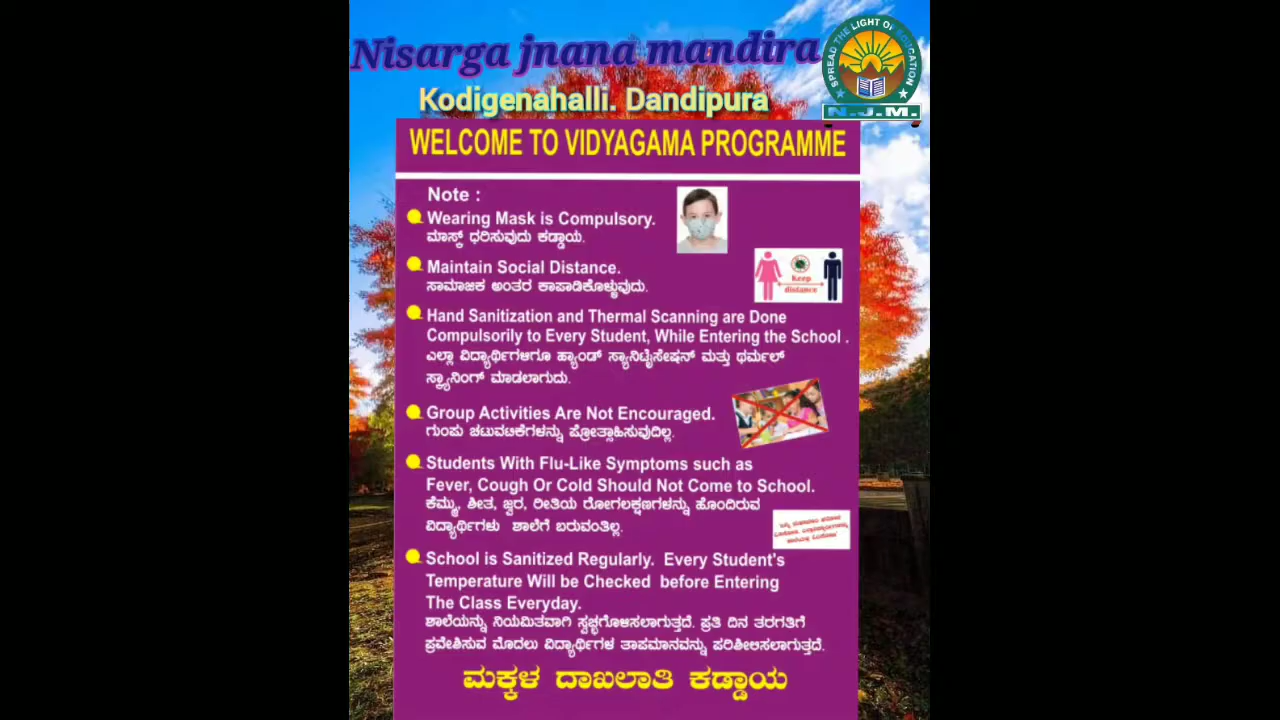 Nisarga jnana mandira
SPREAD THE LIGHT OF EDUCATION
N.J.M.
Kodigenahalli. Dandipura
WELCOME TO VIDYAGAMA PROGRAMME
Note :
Wearing Mask is Compulsory.
ಮಾಸ್ಕ್ ಧರಿಸುವುದು ಕಡ್ಡಾಯ.
Maintain Social Distance.
ಸಾಮಾಜಿಕ ಅಂತರ ಕಾಪಾಡಿಕೊಳ್ಳುವುದು.
Keep
distance
Hand Sanitization and Thermal Scanning are Done
Compulsorily to Every Student, While Entering the School .
ಎಲ್ಲಾ ವಿದ್ಯಾರ್ಥಿಗಳಿಗೂ ಹ್ಯಾಂಡ್ ಸ್ಯಾನಿಟೈಸೇಷನ್ ಮತ್ತು ಥರ್ಮಲ್
ಸ್ಕ್ಯಾನಿಂಗ್ ಮಾಡಲಾಗುದು.
Group Activities Are Not Encouraged.
ಗುಂಪು ಚಟುವಟಿಕೆಗಳನ್ನು ಪ್ರೋತ್ಸಾಹಿಸುವುದಿಲ್ಲ.
Students With Flu-Like Symptoms such as
Fever, Cough Or Cold Should Not Come to School.
ಕೆಮ್ಮು, ಶೀತ, ಜ್ವರ, ರೀತಿಯ ರೋಗಲಕ್ಷಣಗಳನ್ನು ಹೊಂದಿರುವ
ವಿದ್ಯಾರ್ಥಿಗಳು ಶಾಲೆಗೆ ಬರುವಂತಿಲ್ಲ.
School is Sanitized Regularly. Every Student's
Temperature Will be Checked before Entering
The Class Everyday.
ಶಾಲೆಯನ್ನು ನಿಯಮಿತವಾಗಿ ಸ್ವಚ್ಛಗೊಳಿಸಲಾಗುತ್ತದೆ. ಪ್ರತಿ ದಿನ ತರಗತಿಗೆ
ಪ್ರವೇಶಿಸುವ ಮೊದಲು ವಿದ್ಯಾರ್ಥಿಗಳ ತಾಪಮಾನವನ್ನು ಪರಿಶೀಲಿಸಲಾಗುತ್ತದೆ.
ಮಕ್ಕಳ ದಾಖಲಾತಿ ಕಡ್ಡಾಯ